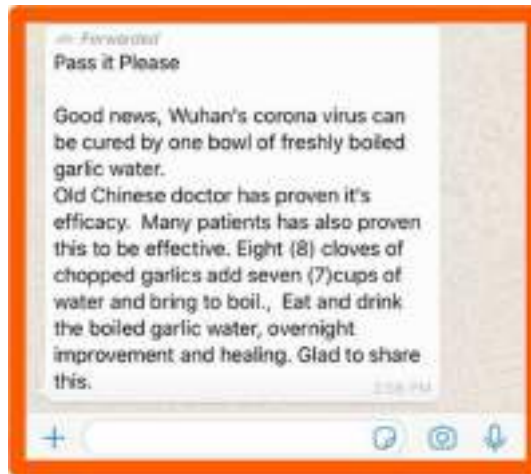 Forwarded
Pass it Please
Good news, Wuhan's corona virus can
be cured by one bowl of freshly boiled
garlic water.
Old Chinese doctor has proven it's
efficacy. Many patients has also proven
this to be effective. Eight (8) cloves of
chopped garlics add seven (7)cups of
water and bring to boil., Eat and drink
the boiled garlic water, overnight
improvement and healing. Glad to share
this.